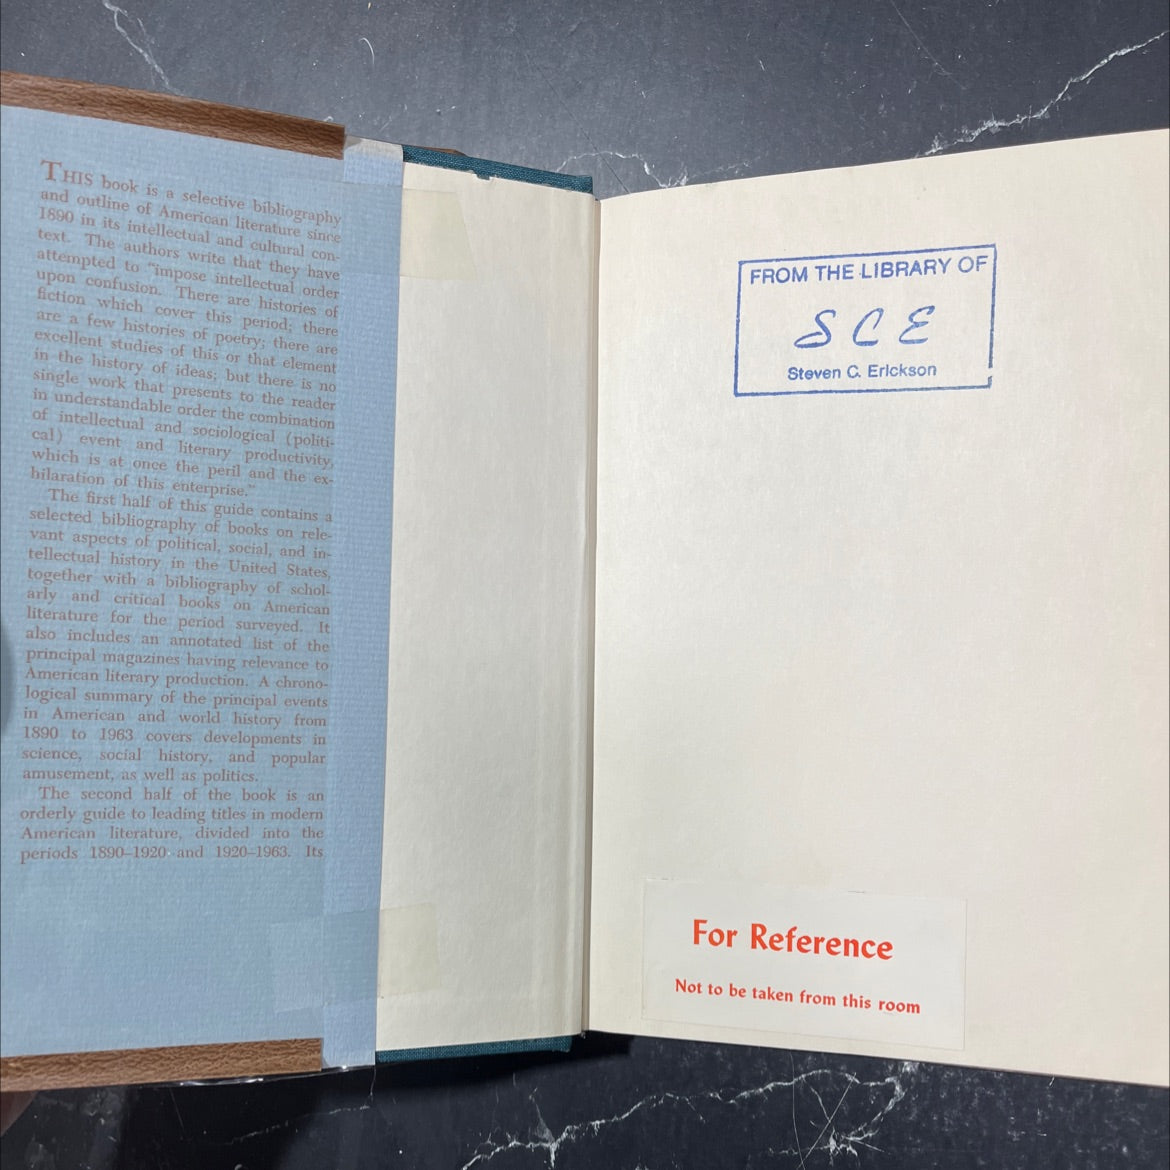 THIS book is a selective bibliography
and outline of American literature since
1890 in its intellectual and cultural con-
text. The authors write that they have
attempted to "impose intellectual order
upon confusion. There are histories of
fiction which cover this period; there
are a few histories of poetry; there are
excellent studies of this or that element
in the history of ideas; but there is no
single work that presents to the reader
in understandable order the combination
of intellectual and sociological (politi-
cal) event and literary productivity,
which is at once the peril and the ex-
hilaration of this enterprise."
The first half of this guide contains a
selected bibliography of books on rele-
vant aspects of political, social, and in-
tellectual history in the United States,
together with a bibliography of schol-
arly and critical books on American
literature for the period surveyed. It
also includes an annotated list of the
principal magazines having relevance to
American literary production. A chrono-
logical summary of the principal events
in American and world history from
1890 to 1963 covers developments in
science, social history, and popular
amusement, as well as politics.
The second half of the book is an
orderly guide to leading titles in modern
American literature, divided into the
periods 1890–1920 and 1920–1963. Its
FROM THE LIBRARY OF
S C E
Steven C. Erickson
For Reference
Not to be taken from this room